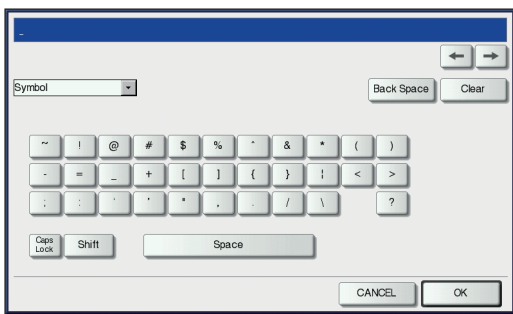 _
← →
Symbol
Back Space Clear
~ ! @ # $ % ^ & * ( )
- = _ + [ ] { } ¦ < >
; : ` ' " , . / \ ?
Caps Lock Shift Space
CANCEL OK